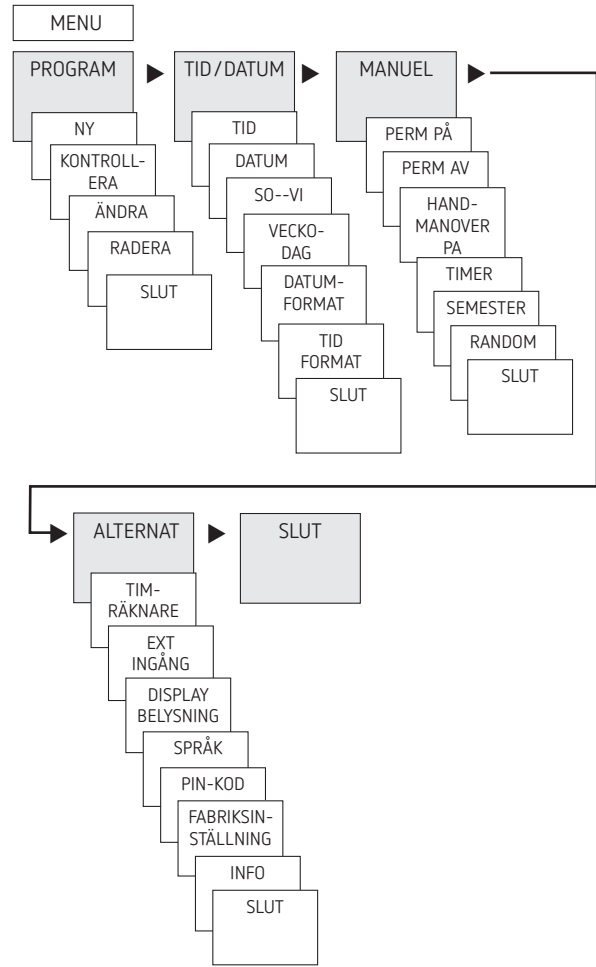 MENU
PROGRAM
NY
KONTROLL-
ERA
ÄNDRA
RADERA
SLUT
TID/DATUM
TID
DATUM
SO--VI
VECKO-
DAG
DATUM-
FORMAT
TID
FORMAT
SLUT
MANUEL
PERM PÅ
PERM AV
HAND-
MANOVER
PA
TIMER
SEMESTER
RANDOM
SLUT
ALTERNAT
TIM-
RÄKNARE
EXT
INGÅNG
DISPLAY
BELYSNING
SPRÅK
PIN-KOD
FABRIKSIN-
STÄLLNING
INFO
SLUT
SLUT